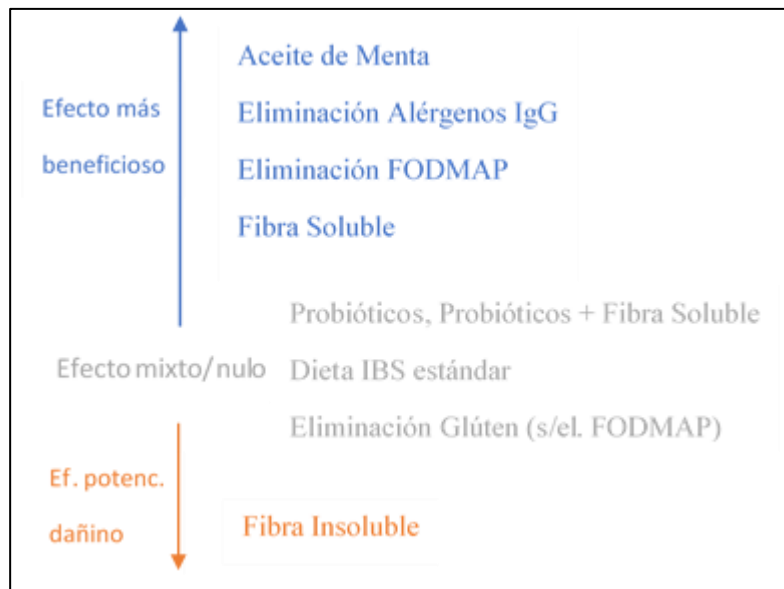 Aceite de Menta
Efecto más
beneficioso
Eliminación Alérgenos IgG
Eliminación FODMAP
Fibra Soluble
Probióticos, Probióticos + Fibra Soluble
Efecto mixto/nulo
Dieta IBS estándar
Eliminación Glúten (s/el. FODMAP)
Ef. potenc.
dañino
Fibra Insoluble